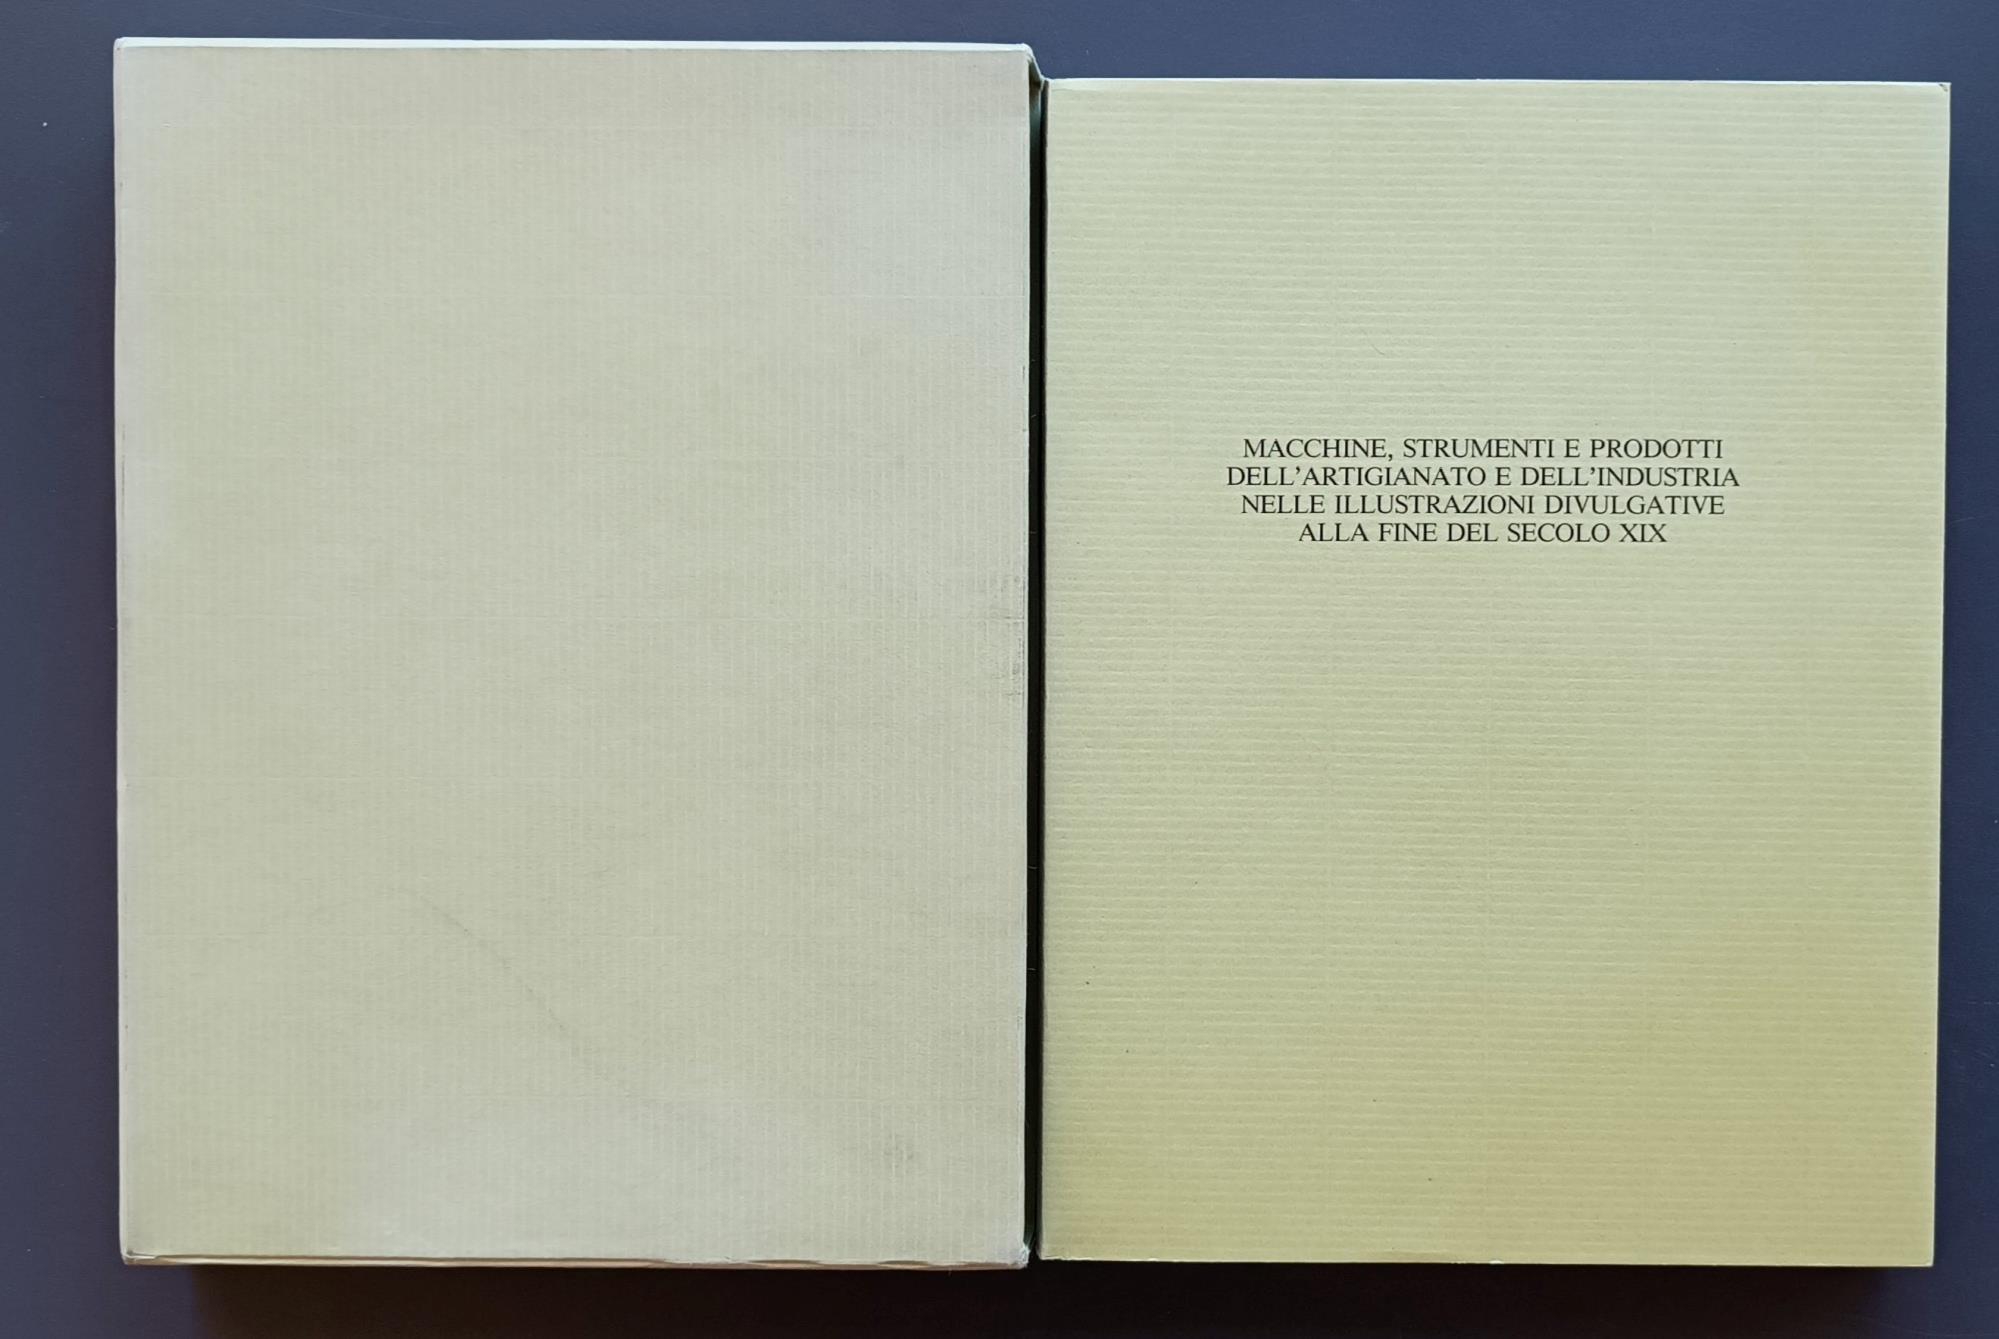 MACCHINE, STRUMENTI E PRODOTTI
DELL'ARTIGIANATO E DELL'INDUSTRIA
NELLE ILLUSTRAZIONI DIVULGATIVE
ALLA FINE DEL SECOLO XIX